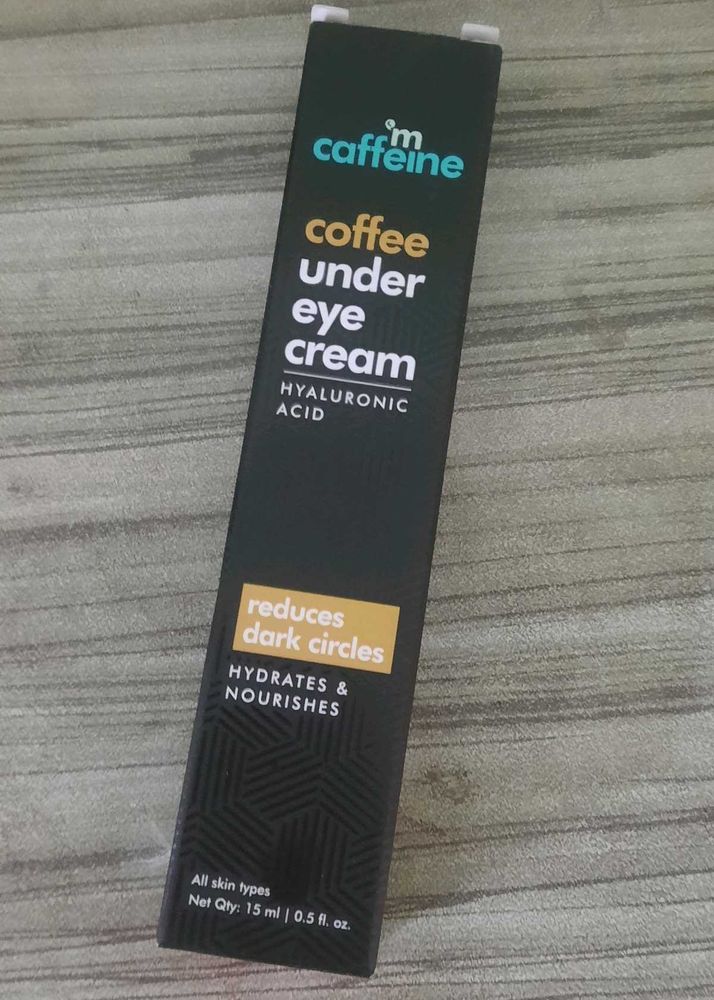 'm
caffeine
coffee
under
eye
cream
HYALURONIC
ACID
reduces
dark circles
HYDRATES &
NOURISHES
All skin types
Net Qty: 15 ml | 0.5 fl. oz.